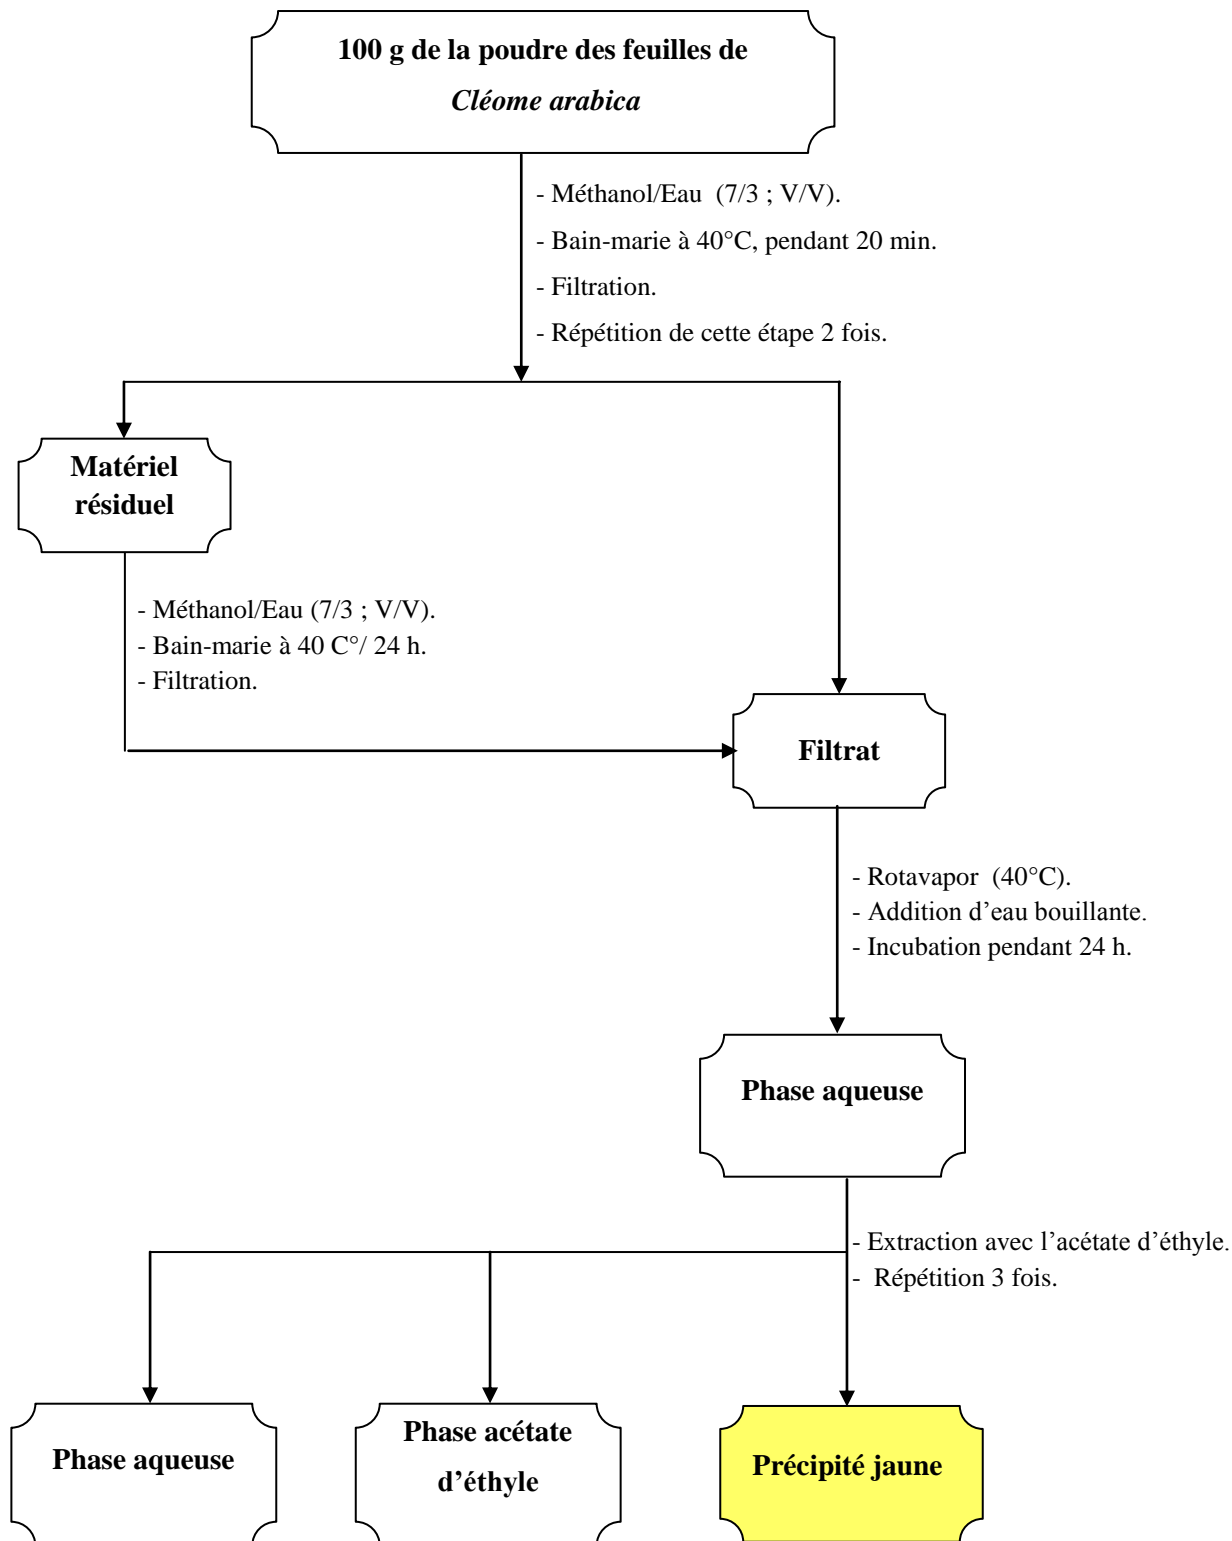 100 g de la poudre des feuilles de
Cléome arabica
- Méthanol/Eau (7/3 ; V/V).
- Bain-marie à 40°C, pendant 20 min.
- Filtration.
- Répétition de cette étape 2 fois.
Matériel
résiduel
- Méthanol/Eau (7/3 ; V/V).
- Bain-marie à 40 C°/ 24 h.
- Filtration.
Filtrat
- Rotavapor (40°C).
- Addition d’eau bouillante.
- Incubation pendant 24 h.
Phase aqueuse
- Extraction avec l’acétate d’éthyle.
- Répétition 3 fois.
Phase aqueuse
Phase acétate
d’éthyle
Précipité jaune